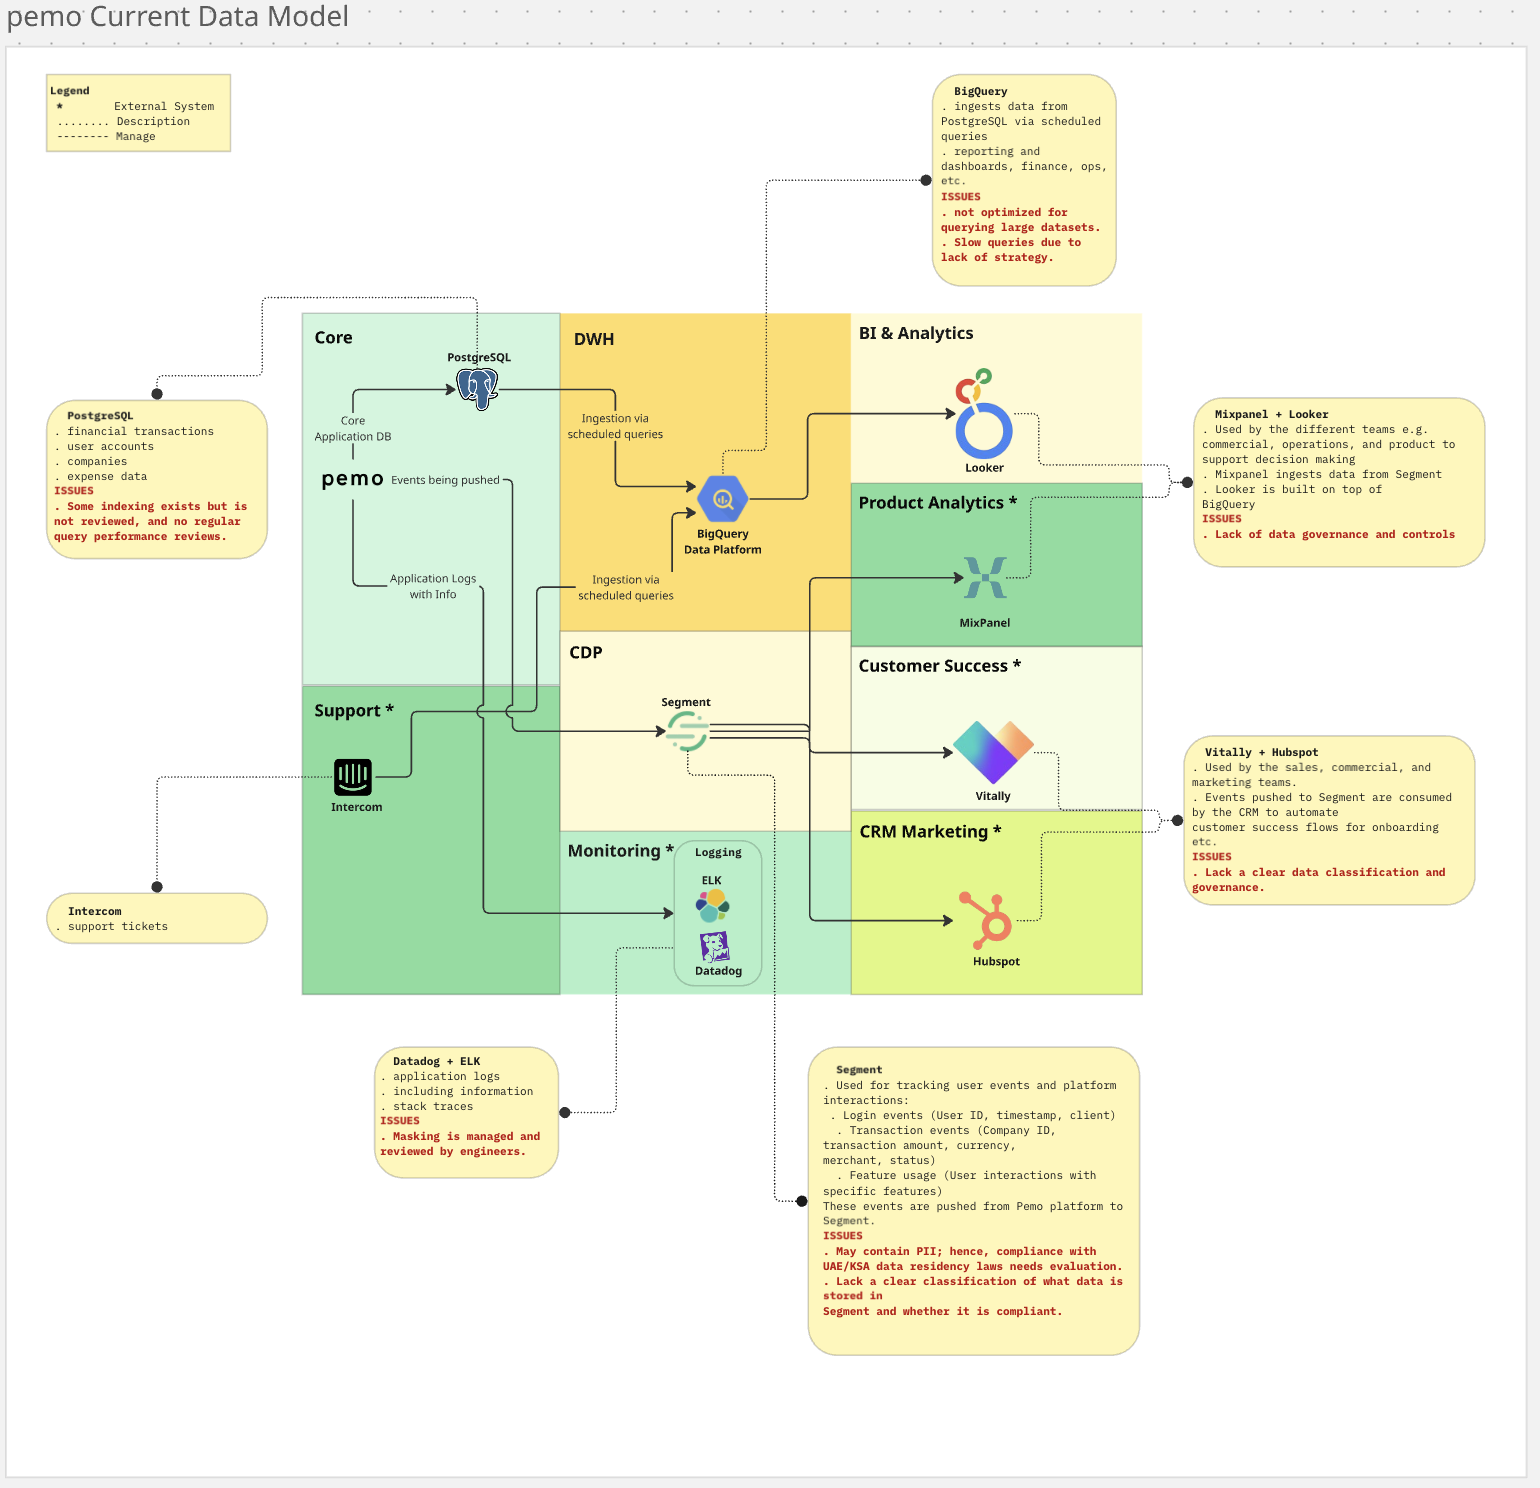 pemo Current Data Model
Legend
* External System
........ Description
-------- Manage
BigQuery
. ingests data from
PostgreSQL via scheduled
queries
. reporting and
dashboards, finance, ops,
etc.
ISSUES
. not optimized for
querying large datasets.
. Slow queries due to
lack of strategy.
Core
PostgreSQL
Core
Application DB
pemo
Events being pushed
Application Logs
with Info
DWH
Ingestion via
scheduled queries
BigQuery
Data Platform
Ingestion via
scheduled queries
BI & Analytics
Looker
Product Analytics *
MixPanel
PostgreSQL
. financial transactions
. user accounts
. companies
. expense data
ISSUES
. Some indexing exists but is
not reviewed, and no regular
query performance reviews.
Mixpanel + Looker
. Used by the different teams e.g.
commercial, operations, and product to
support decision making
. Mixpanel ingests data from Segment
. Looker is built on top of
BigQuery
ISSUES
. Lack of data governance and controls
Support *
Intercom
CDP
Segment
Customer Success *
Vitally
CRM Marketing *
Hubspot
Monitoring *
Logging
ELK
Datadog
Vitally + Hubspot
. Used by the sales, commercial, and
marketing teams.
. Events pushed to Segment are consumed
by the CRM to automate
customer success flows for onboarding
etc.
ISSUES
. Lack a clear data classification and
governance.
Intercom
. support tickets
Datadog + ELK
. application logs
. including information
. stack traces
ISSUES
. Masking is managed and
reviewed by engineers.
Segment
. Used for tracking user events and platform
interactions:
. Login events (User ID, timestamp, client)
. Transaction events (Company ID,
transaction amount, currency,
merchant, status)
. Feature usage (User interactions with
specific features)
These events are pushed from Pemo platform to
Segment.
ISSUES
. May contain PII; hence, compliance with
UAE/KSA data residency laws needs evaluation.
. Lack a clear classification of what data is
stored in
Segment and whether it is compliant.